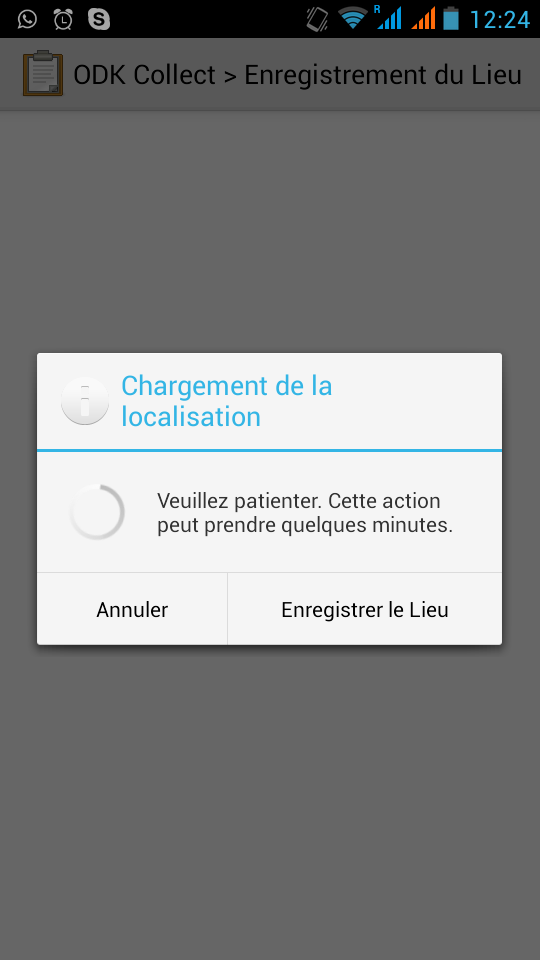 R
12:24
ODK Collect > Enregistrement du Lieu
Chargement de la
localisation
Veuillez patienter. Cette action
peut prendre quelques minutes.
Annuler
Enregistrer le Lieu